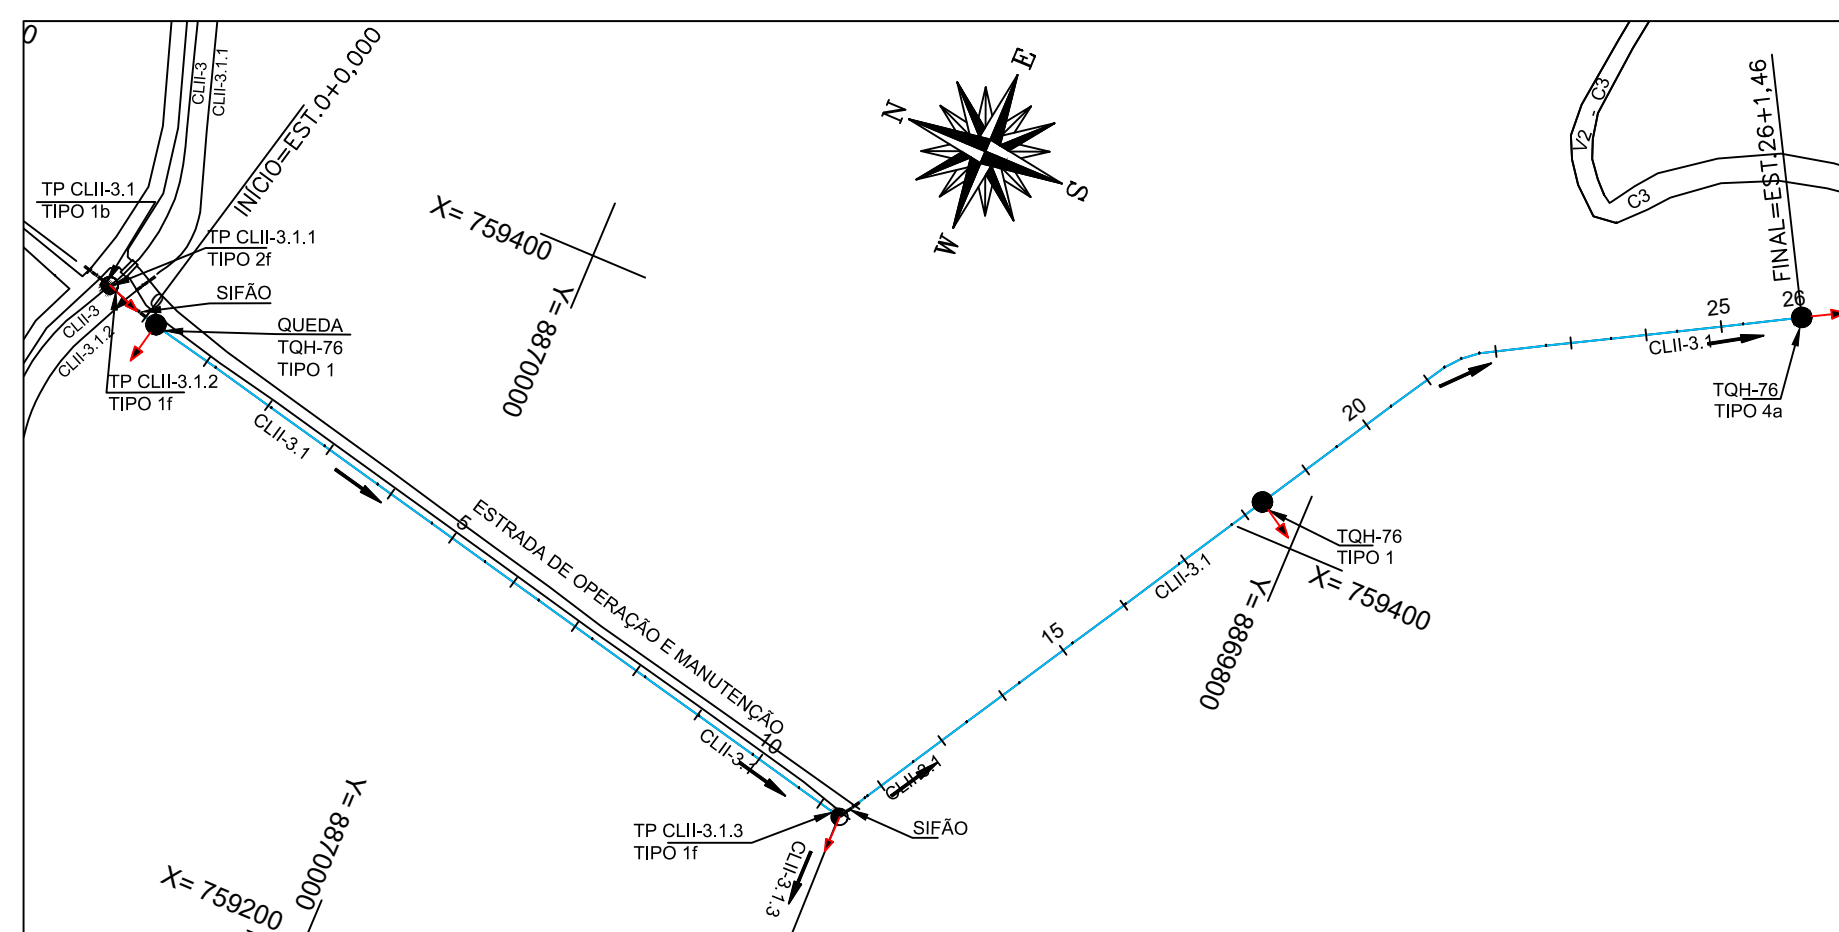 0
CLII-3
CLII-3.1.1
INÍCIO=EST.0+0,000
TP CLII-3.1
TIPO 1b
TP CLII-3.1.1
TIPO 2f
SIFÃO
QUEDA
TQH-76
TIPO 1
CLII-3
CLII-3.1.2
TP CLII-3.1.2
TIPO 1f
CLII-3.1
X= 759400
Y= 8870000
N
E
S
W
V2 - C3
C3
FINAL=EST.26+1,46
25
26
CLII-3.1
TQH-76
TIPO 4a
20
5
ESTRADA DE OPERAÇÃO E MANUTENÇÃO
TQH-76
TIPO 1
CLII-3.1
X= 759400
Y= 8869800
15
10
CLII-3.1
CLII-3.1
TP CLII-3.1.3
TIPO 1f
SIFÃO
CLII-3.1.3
Y= 8870000
X= 759200